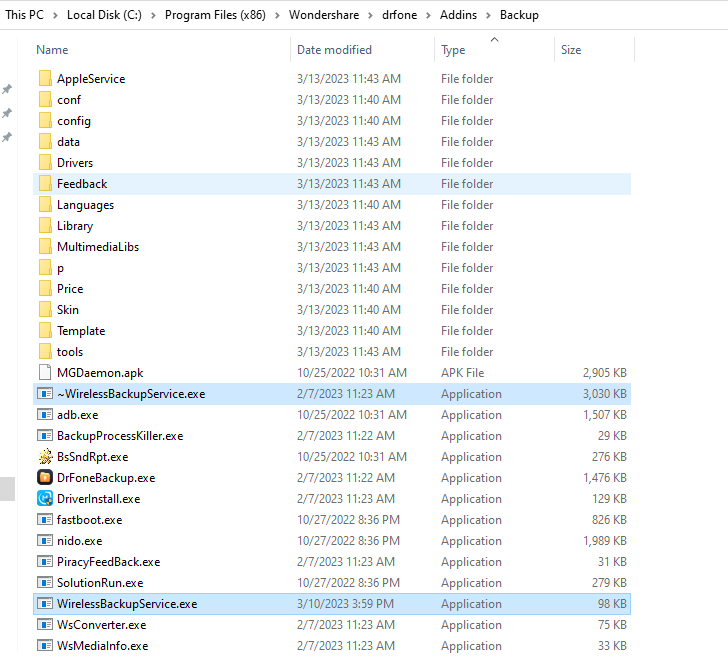 This PC > Local Disk (C:) > Program Files (x86) > Wondershare > drfone > Addins > Backup
Name Date modified Type Size
AppleService 3/13/2023 11:43 AM File folder
conf 3/13/2023 11:40 AM File folder
config 3/13/2023 11:40 AM File folder
data 3/13/2023 11:43 AM File folder
Drivers 3/13/2023 11:43 AM File folder
Feedback 3/13/2023 11:43 AM File folder
Languages 3/13/2023 11:40 AM File folder
Library 3/13/2023 11:43 AM File folder
MultimediaLibs 3/13/2023 11:43 AM File folder
p 3/13/2023 11:43 AM File folder
Price 3/13/2023 11:40 AM File folder
Skin 3/13/2023 11:40 AM File folder
Template 3/13/2023 11:40 AM File folder
tools 3/13/2023 11:43 AM File folder
MGDaemon.apk 10/25/2022 10:31 AM APK File 2,905 KB
~WirelessBackupService.exe 2/7/2023 11:23 AM Application 3,030 KB
adb.exe 10/25/2022 10:31 AM Application 1,507 KB
BackupProcessKiller.exe 2/7/2023 11:22 AM Application 29 KB
BsSndRpt.exe 10/25/2022 10:31 AM Application 276 KB
DrFoneBackup.exe 2/7/2023 11:22 AM Application 1,476 KB
DriverInstall.exe 2/7/2023 11:23 AM Application 129 KB
fastboot.exe 10/27/2022 8:36 PM Application 826 KB
nido.exe 10/27/2022 8:36 PM Application 1,989 KB
PiracyFeedBack.exe 2/7/2023 11:23 AM Application 31 KB
SolutionRun.exe 10/27/2022 8:36 PM Application 279 KB
WirelessBackupService.exe 3/10/2023 3:59 PM Application 98 KB
WsConverter.exe 2/7/2023 11:23 AM Application 75 KB
WsMediaInfo.exe 2/7/2023 11:23 AM Application 33 KB